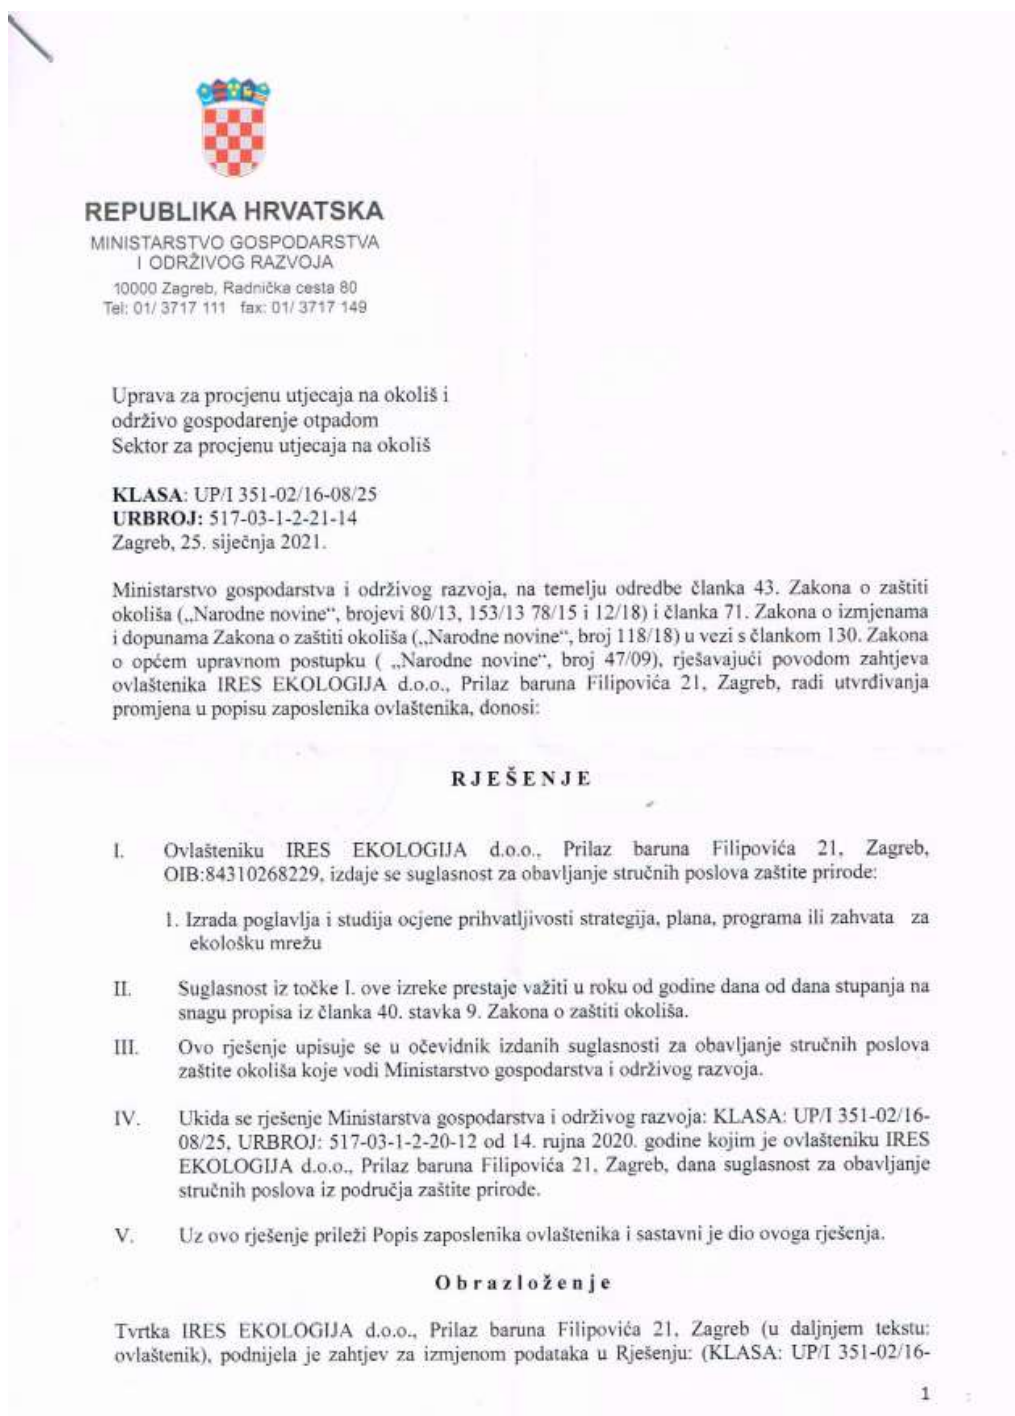 REPUBLIKA HRVATSKA
MINISTARSTVO GOSPODARSTVA
I ODRŽIVOG RAZVOJA
10000 Zagreb, Radnička cesta 80
Tel: 01/ 3717 111 fax: 01/ 3717 149
Uprava za procjenu utjecaja na okoliš i
održivo gospodarenje otpadom
Sektor za procjenu utjecaja na okoliš
KLASA: UP/I 351-02/16-08/25
URBROJ: 517-03-1-2-21-14
Zagreb, 25. siječnja 2021.
Ministarstvo gospodarstva i održivog razvoja, na temelju odredbe članka 43. Zakona o zaštiti
okoliša („Narodne novine“, brojevi 80/13, 153/13 78/15 i 12/18) i članka 71. Zakona o izmjenama
i dopunama Zakona o zaštiti okoliša („Narodne novine“, broj 118/18) u vezi s člankom 130. Zakona
o općem upravnom postupku ( „Narodne novine“, broj 47/09), rješavajući povodom zahtjeva
ovlaštenika IRES EKOLOGIJA d.o.o., Prilaz baruna Filipovića 21, Zagreb, radi utvrđivanja
promjena u popisu zaposlenika ovlaštenika, donosi:
RJEŠENJE
I. Ovlašteniku IRES EKOLOGIJA d.o.o., Prilaz baruna Filipovića 21, Zagreb,
OIB:84310268229, izdaje se suglasnost za obavljanje stručnih poslova zaštite prirode:
1. Izrada poglavlja i studija ocjene prihvatljivosti strategija, plana, programa ili zahvata za
ekološku mrežu
II. Suglasnost iz točke I. ove izreke prestaje važiti u roku od godine dana od dana stupanja na
snagu propisa iz članka 40. stavka 9. Zakona o zaštiti okoliša.
III. Ovo rješenje upisuje se u očevidnik izdanih suglasnosti za obavljanje stručnih poslova
zaštite okoliša koje vodi Ministarstvo gospodarstva i održivog razvoja.
IV. Ukida se rješenje Ministarstva gospodarstva i održivog razvoja: KLASA: UP/I 351-02/16-
08/25, URBROJ: 517-03-1-2-20-12 od 14. rujna 2020. godine kojim je ovlašteniku IRES
EKOLOGIJA d.o.o., Prilaz baruna Filipovića 21, Zagreb, dana suglasnost za obavljanje
stručnih poslova iz područja zaštite prirode.
V. Uz ovo rješenje prileži Popis zaposlenika ovlaštenika i sastavni je dio ovoga rješenja.
Obrazloženje
Tvrtka IRES EKOLOGIJA d.o.o., Prilaz baruna Filipovića 21, Zagreb (u daljnjem tekstu:
ovlaštenik), podnijela je zahtjev za izmjenom podataka u Rješenju: (KLASA: UP/I 351-02/16-
1